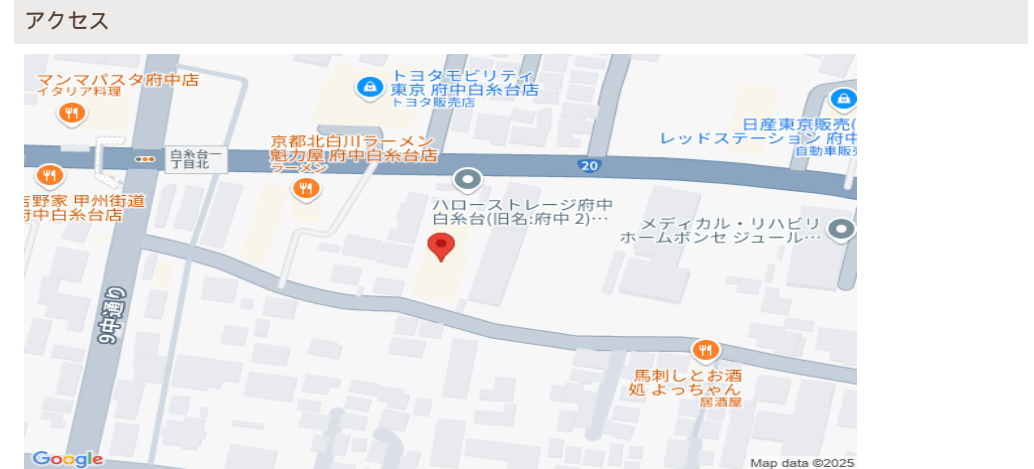 アクセス
マンマパスタ府中店
イタリア料理
トヨタモビリティ
東京 府中白糸台店
トヨタ販売店
日産東京販売(
レッドステーション 府中
自動車販売
京都北白川ラーメン
魁力屋 府中白糸台店
ラーメン
白糸台一
丁目北
20
吉野家 甲州街道
府中白糸台店
ハローストレージ府中
白糸台(旧名:府中 2)…
メディカル・リハビリ
ホームボンセ ジュール…
9中通り
馬刺しとお酒
処 よっちゃん
居酒屋
Google
Map data ©2025